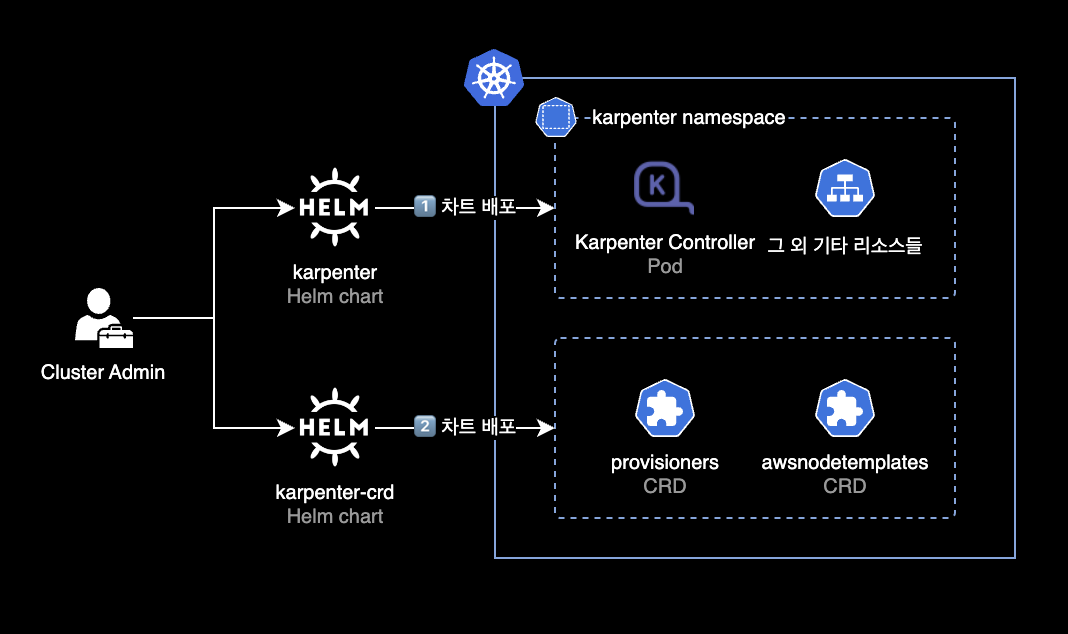 karpenter namespace
HELM
1 차트 배포
K
Karpenter Controller
Pod
그 외 기타 리소스들
karpenter
Helm chart
Cluster Admin
HELM
2 차트 배포
provisioners
CRD
awsnodetemplates
CRD
karpenter-crd
Helm chart